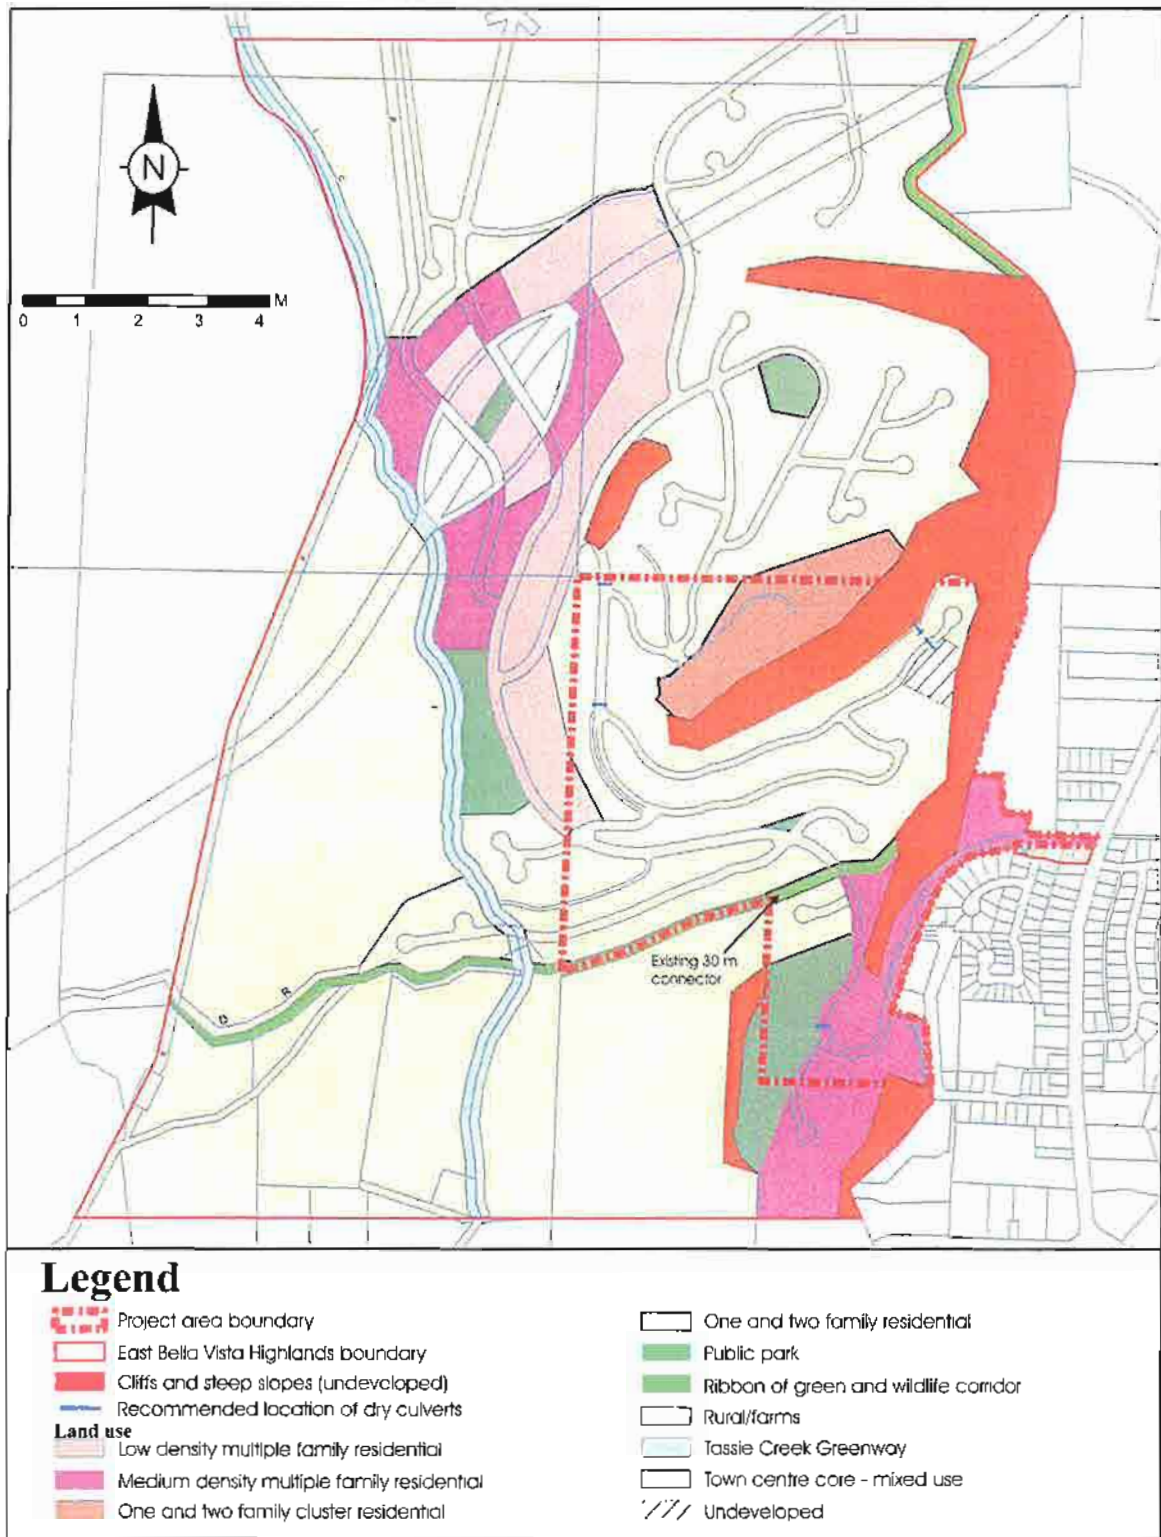 N
M
0 1 2 3 4
Existing 30 m
connector
D R
Legend
Project area boundary
East Bella Vista Highlands boundary
Cliffs and steep slopes (undeveloped)
Recommended location of dry culverts
Land use
Low density multiple family residential
Medium density multiple family residential
One and two family cluster residential
One and two family residential
Public park
Ribbon of green and wildlife corridor
Rural/farms
Tassie Creek Greenway
Town centre core - mixed use
Undeveloped